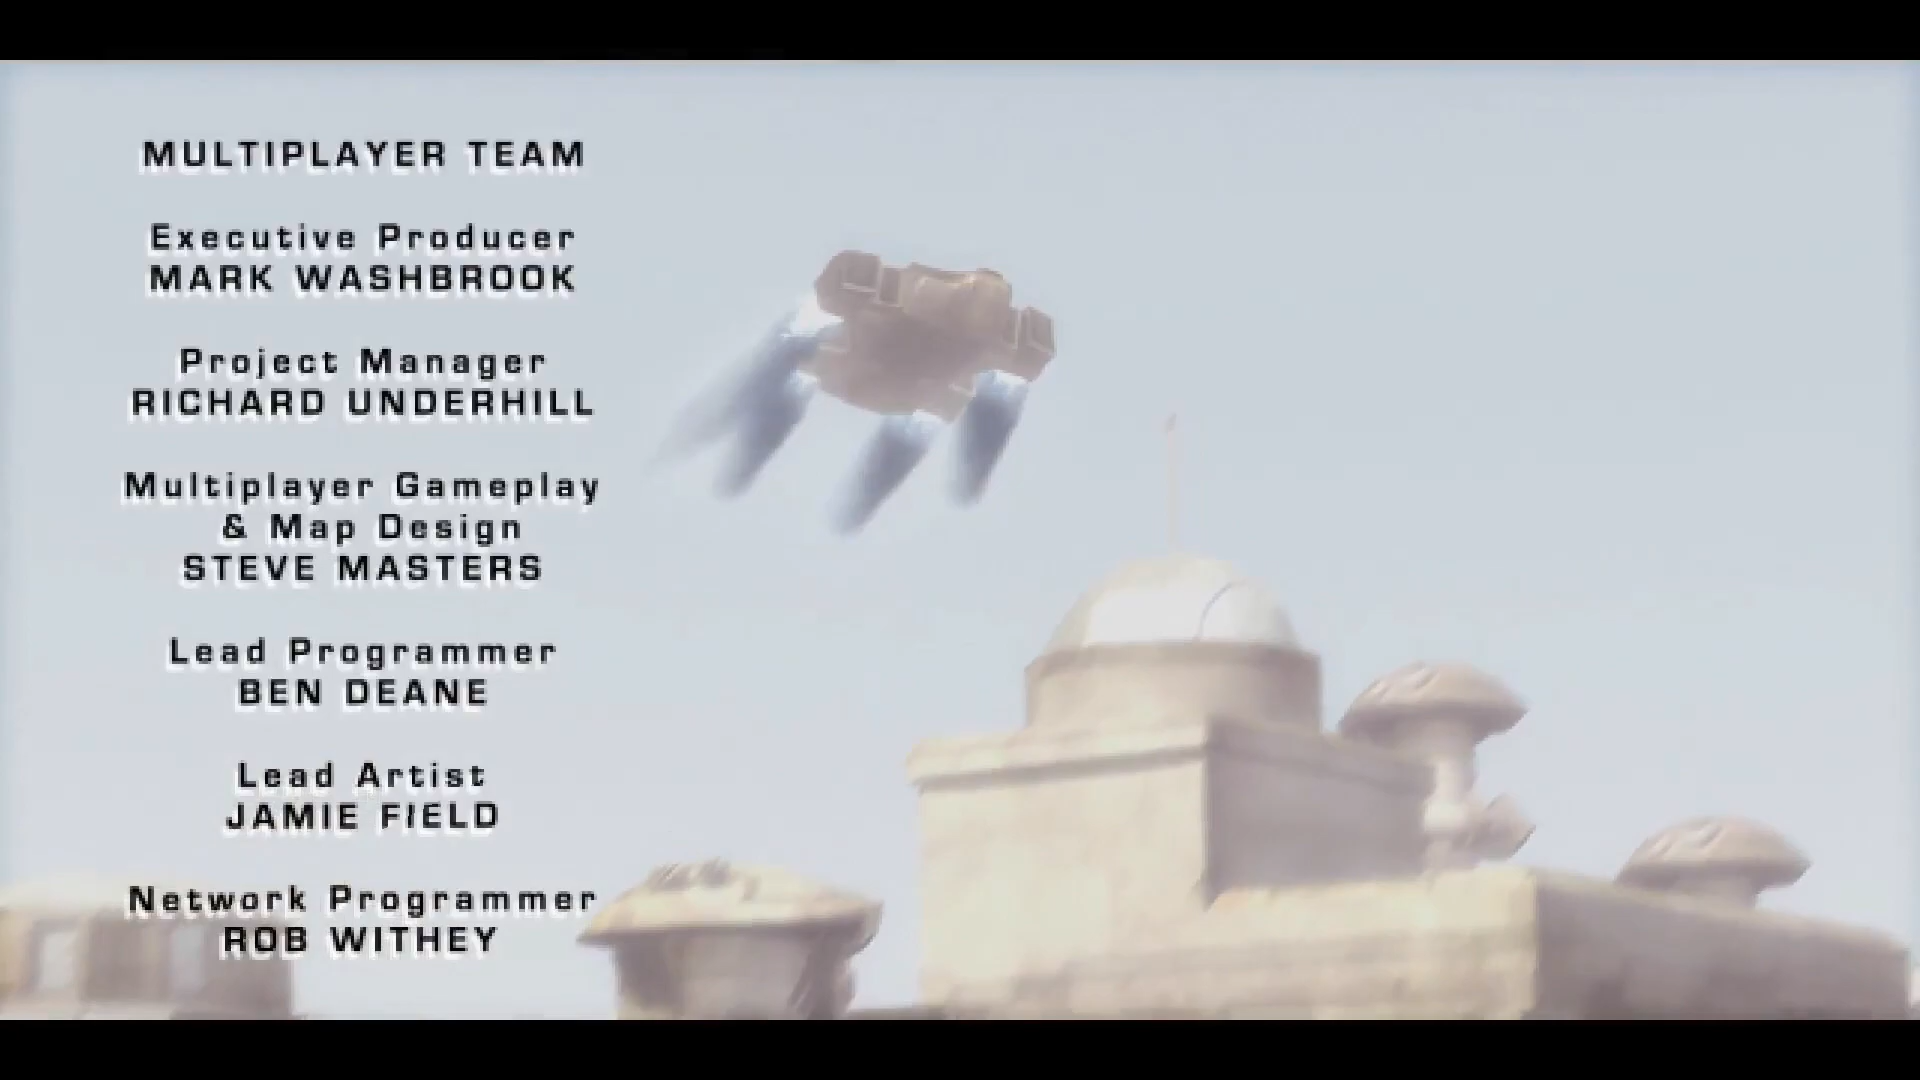 MULTIPLAYER TEAM
Executive Producer
MARK WASHBROOK
Project Manager
RICHARD UNDERHILL
Multiplayer Gameplay
& Map Design
STEVE MASTERS
Lead Programmer
BEN DEANE
Lead Artist
JAMIE FIELD
Network Programmer
ROB WITHEY